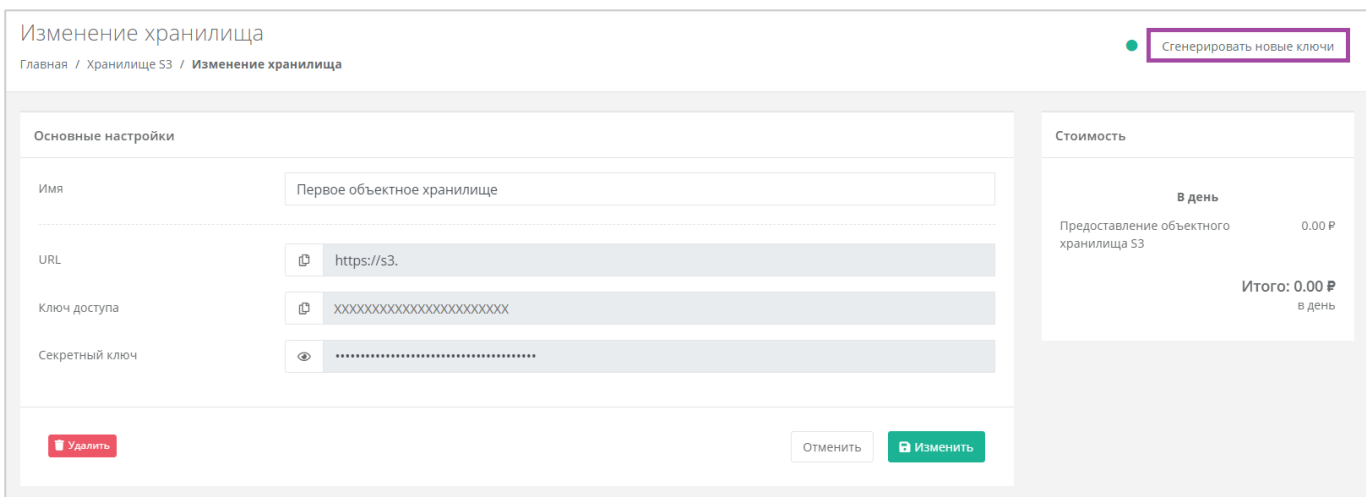 Изменение хранилища
Сгенерировать новые ключи
Главная / Хранилище S3 / Изменение хранилища
Основные настройки
Стоимость
Имя
Первое объектное хранилище
В день
Предоставление объектного
хранилища S3
0.00 ₽
URL
https://s3.
Итого: 0.00 ₽
в день
Ключ доступа
XXXXXXXXXXXXXXXXXXXXXXX
Секретный ключ
••••••••••••••••••••••••••••••••••••••••
Удалить
Отменить
Изменить